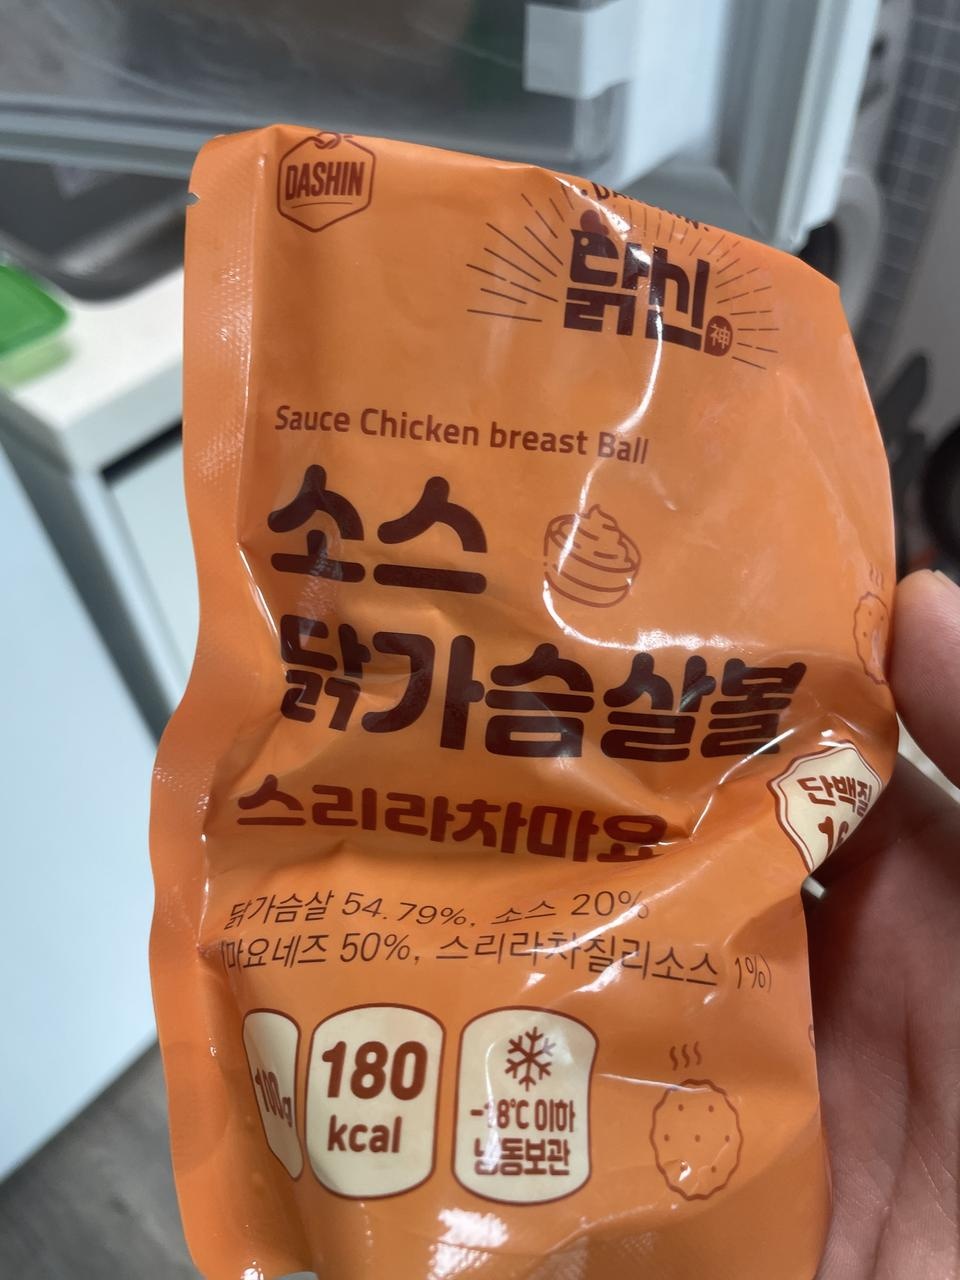 DASHIN
닭신
神
Sauce Chicken breast Ball
소스
닭가슴살볼
스리라차마요
단백질
닭가슴살 54.79%, 소스 20%
(마요네즈 50%, 스리라차칠리소스 1%)
100g
180
kcal
-18℃ 이하
냉동보관